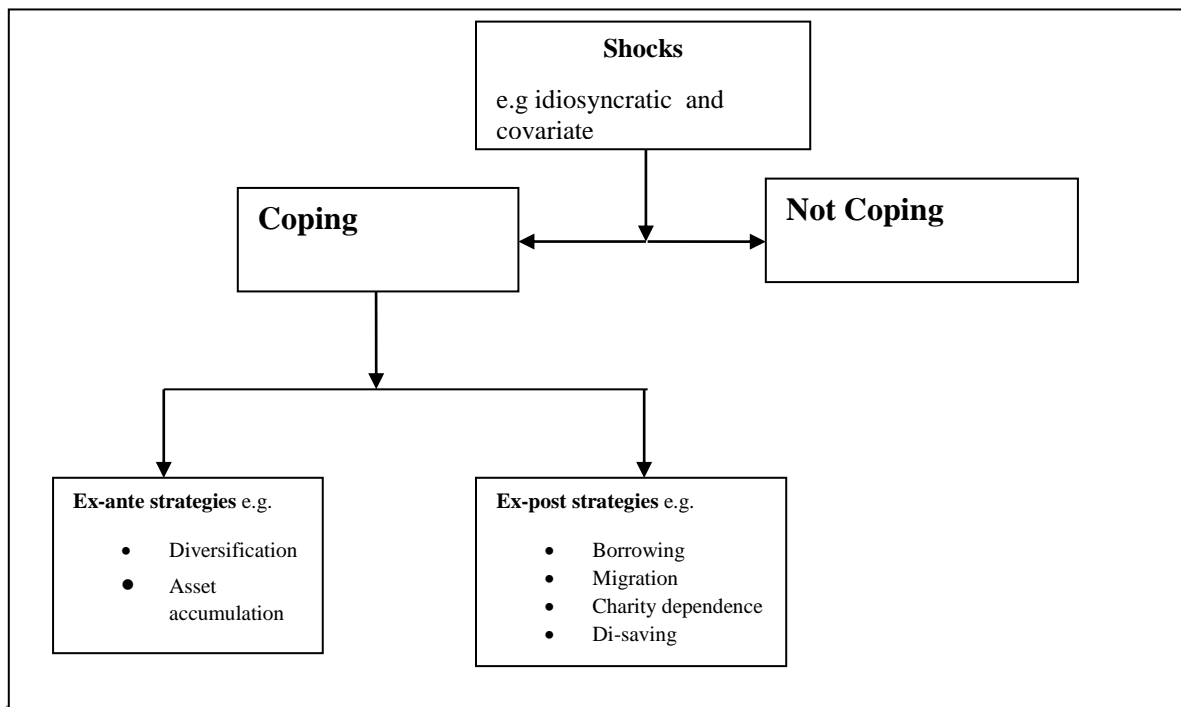 Shocks
e.g idiosyncratic and
covariate
Coping
Not Coping
Ex-ante strategies e.g.
• Diversification
• Asset
accumulation
Ex-post strategies e.g.
• Borrowing
• Migration
• Charity dependence
• Di-saving